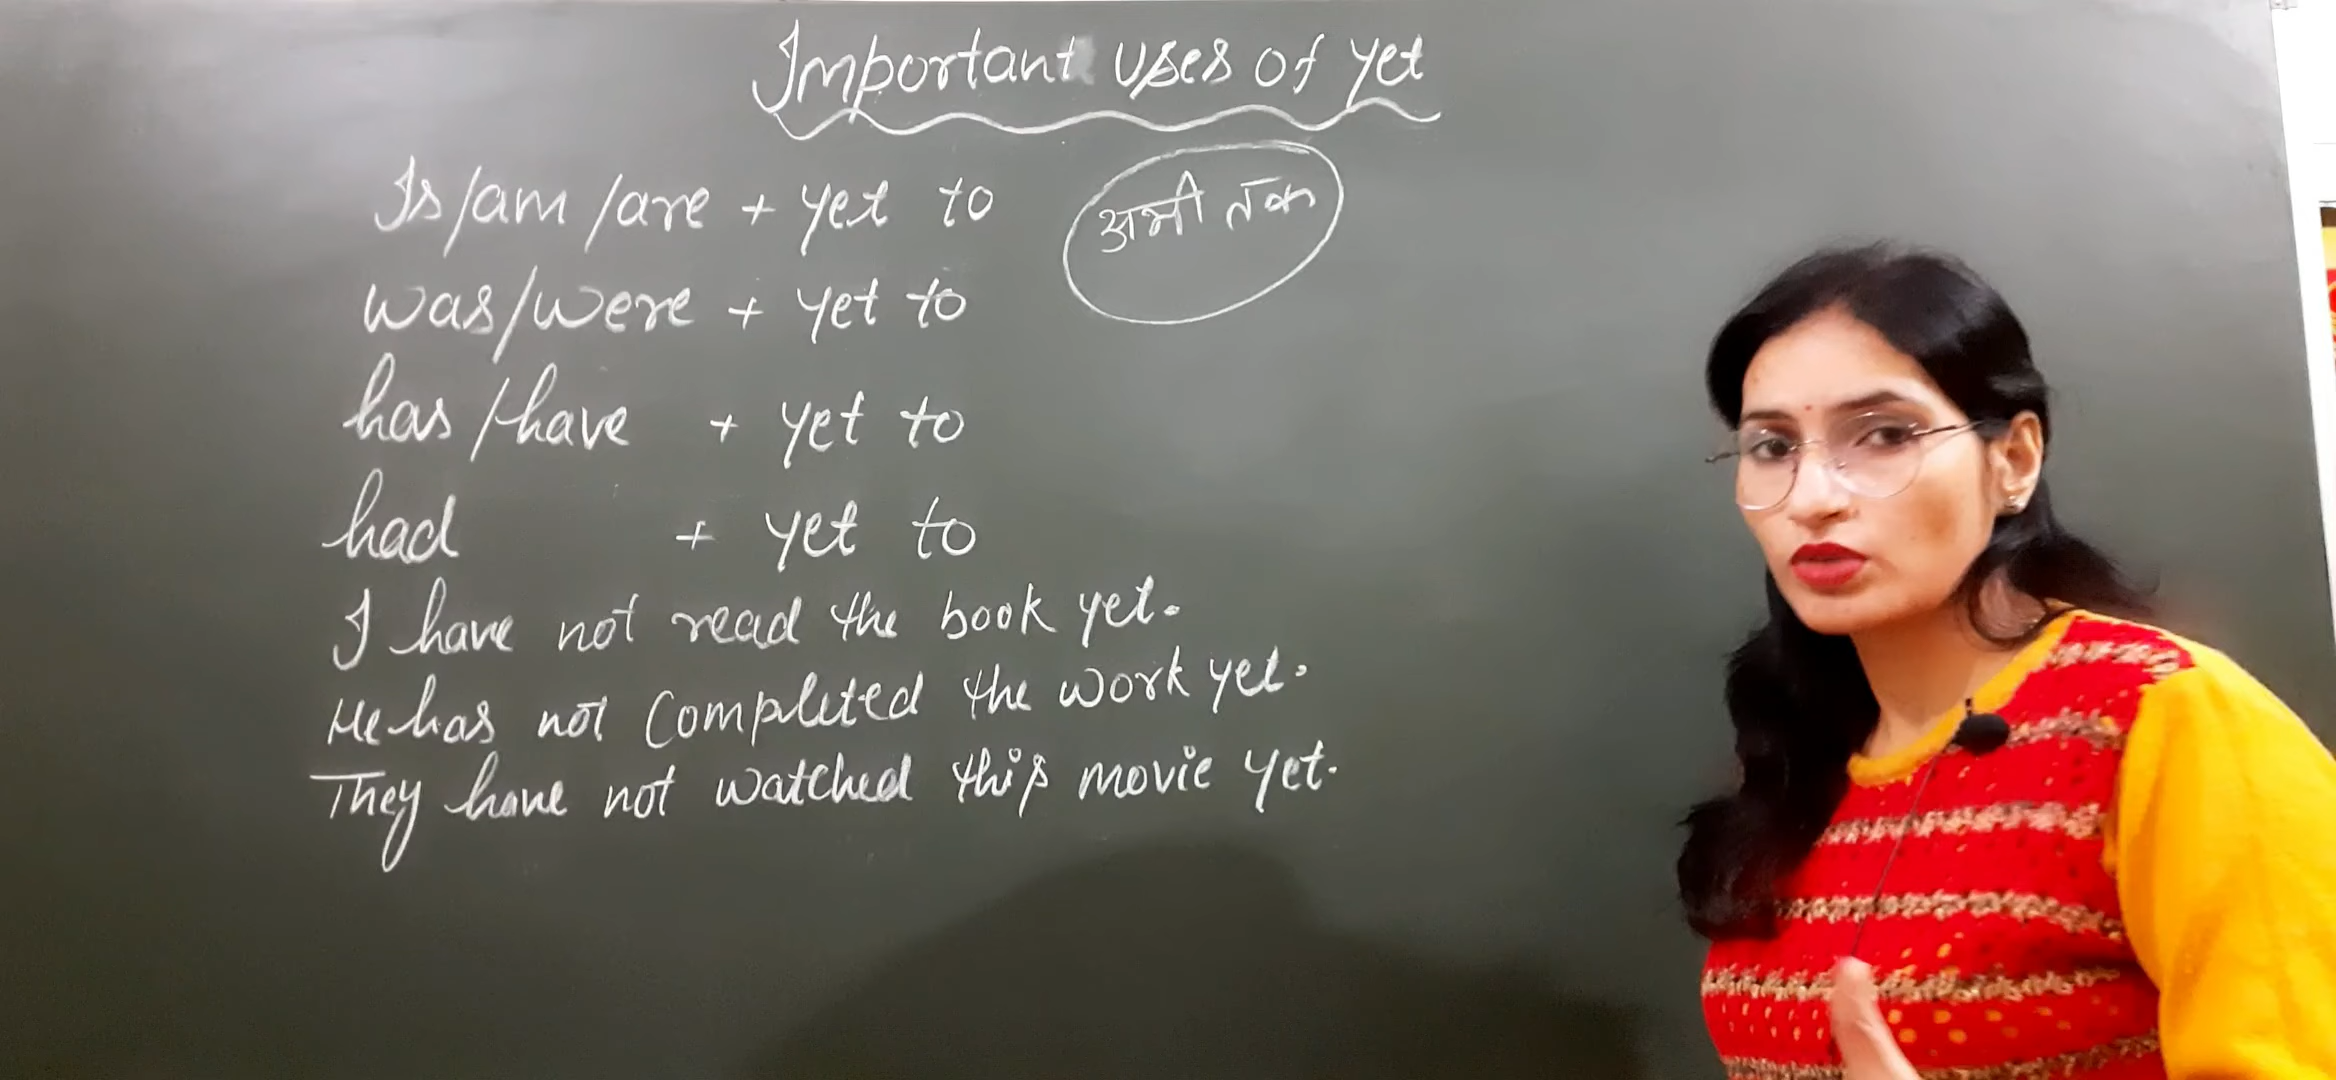 Important uses of yet
Is/am/are + yet to
अभी तक
was/were + yet to
has/have + yet to
had + yet to
I have not read the book yet.
He has not completed the work yet.
They have not watched this movie yet.